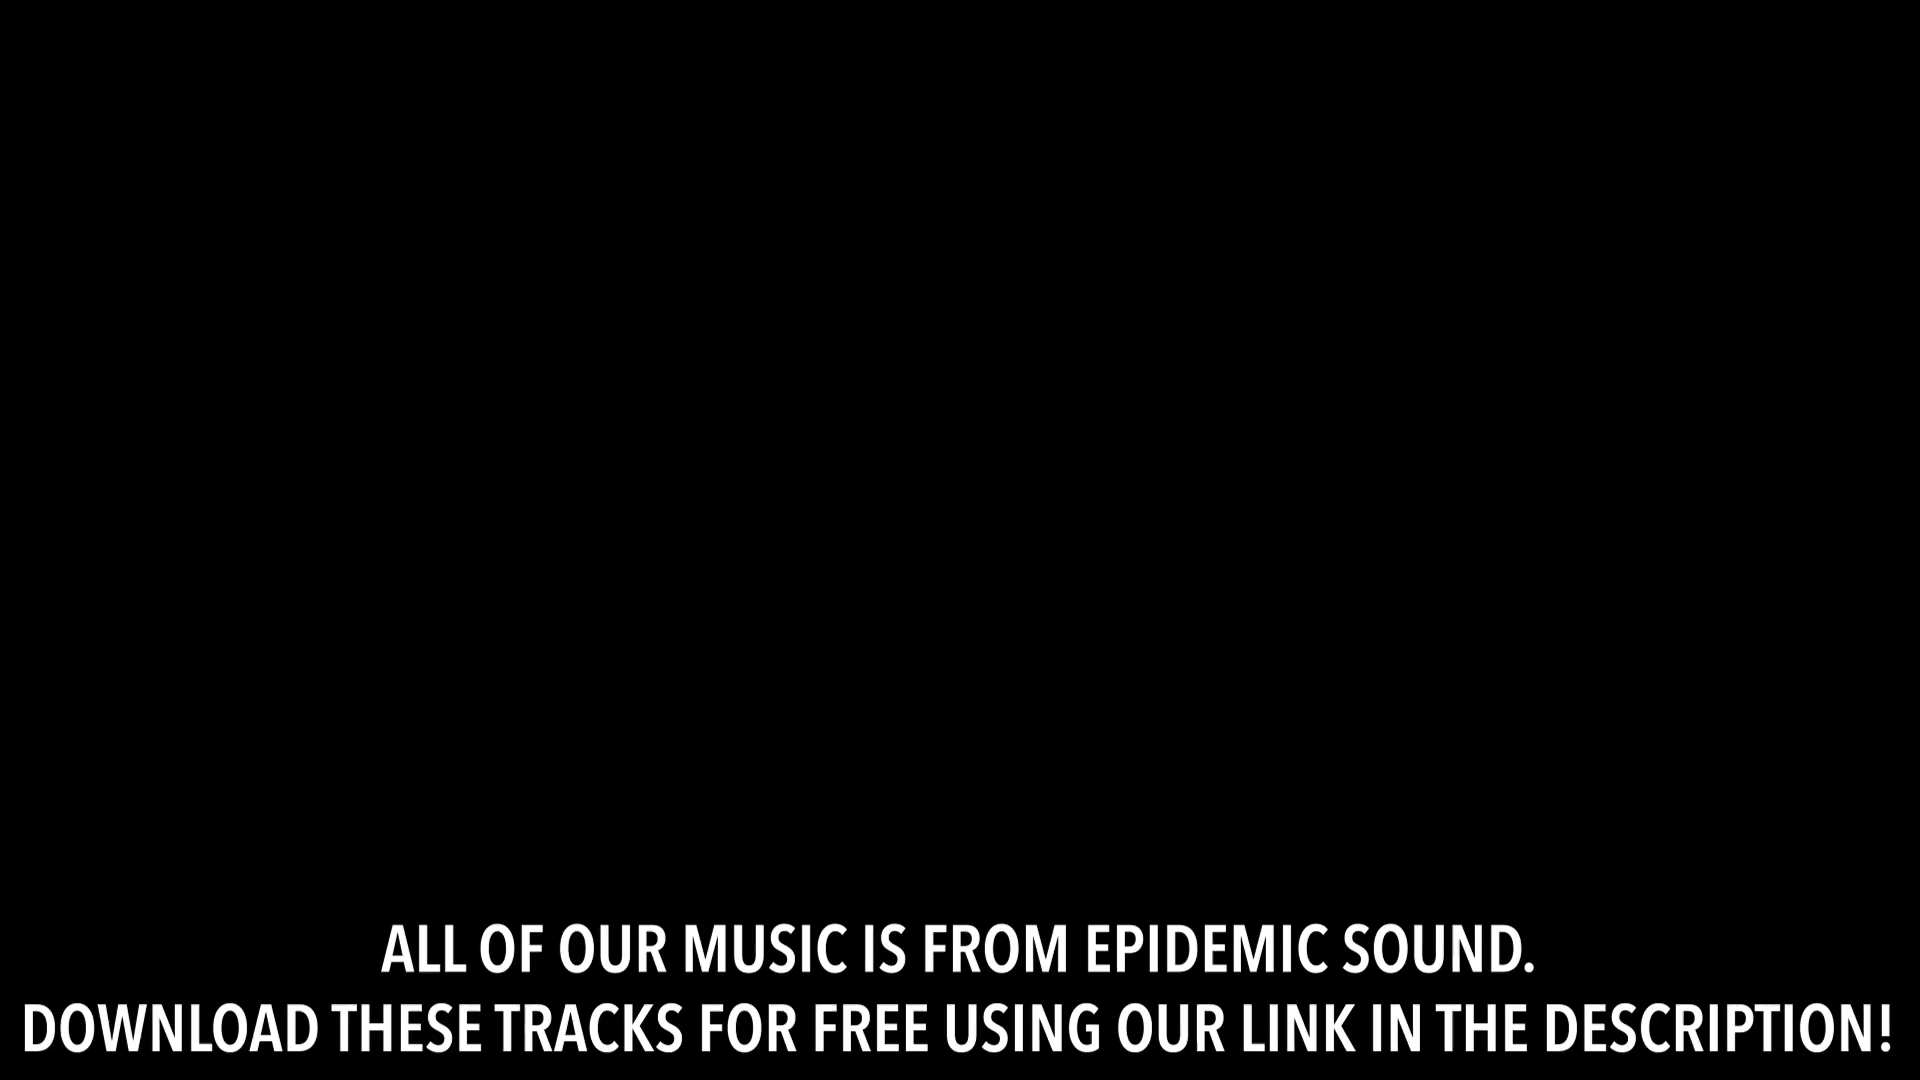 ALL OF OUR MUSIC IS FROM EPIDEMIC SOUND.
DOWNLOAD THESE TRACKS FOR FREE USING OUR LINK IN THE DESCRIPTION!